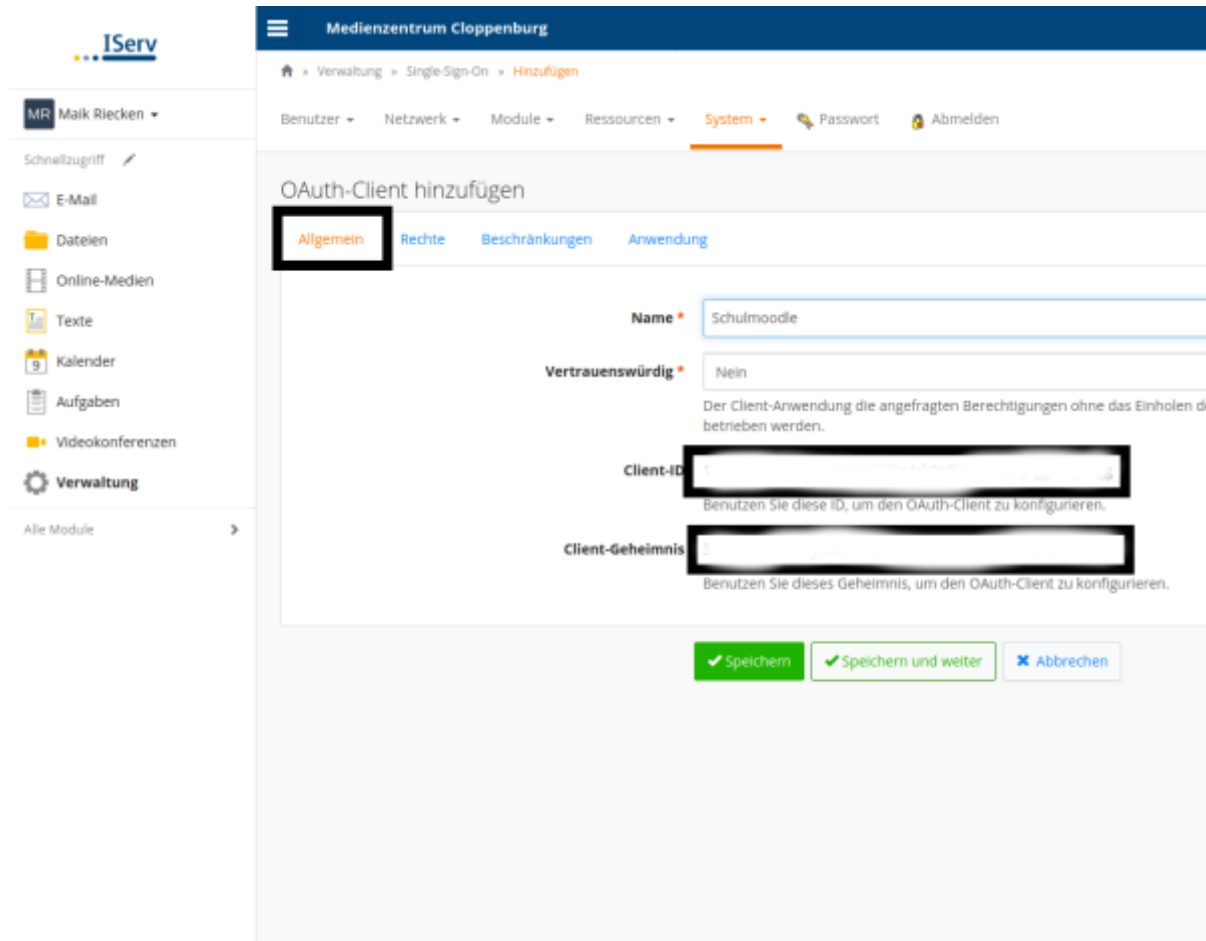 IServ
Medienzentrum Cloppenburg
Verwaltung » Single-Sign-On » Hinzufügen
MR Maik Riecken
Benutzer Netzwerk Module Ressourcen System Passwort Abmelden
Schnellzugriff
E-Mail
Dateien
Online-Medien
Texte
9 Kalender
Aufgaben
Videokonferenzen
Verwaltung
Alle Module
OAuth-Client hinzufügen
Allgemein Rechte Beschränkungen Anwendung
Name * Schulmoodle
Vertrauenswürdig * Nein
Der Client-Anwendung die angefragten Berechtigungen ohne das Einholen
betrieben werden.
Client-ID
Benutzen Sie diese ID, um den OAuth-Client zu konfigurieren.
Client-Geheimnis
Benutzen Sie dieses Geheimnis, um den OAuth-Client zu konfigurieren.
Speichern Speichern und weiter Abbrechen